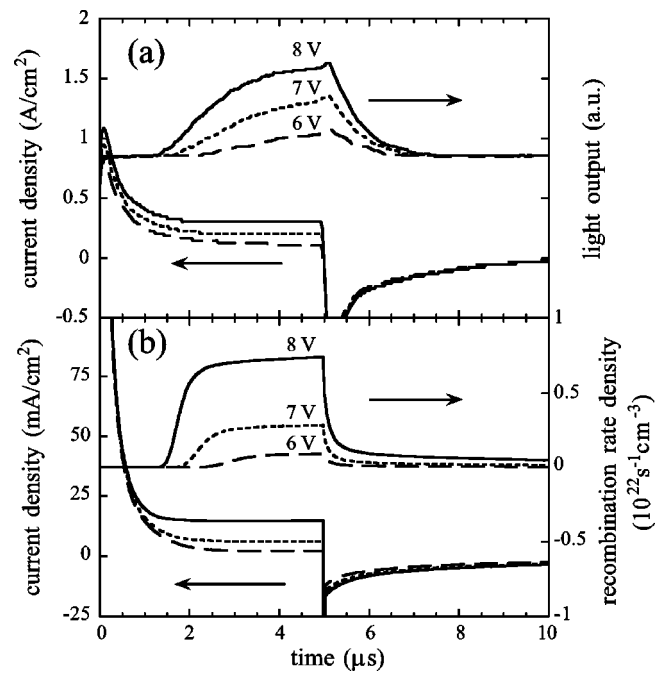 2
(a)
8 V
1.5
7 V
6 V
1
0.5
0
-0.5
current density (A/cm²)
light output (a.u.)
1
(b)
8 V
75
0.5
7 V
50
6 V
0
25
-0.5
0
-25
-1
current density (mA/cm²)
recombination rate density
(10²²s⁻¹cm⁻³)
0 2 4 6 8 10
time (μs)